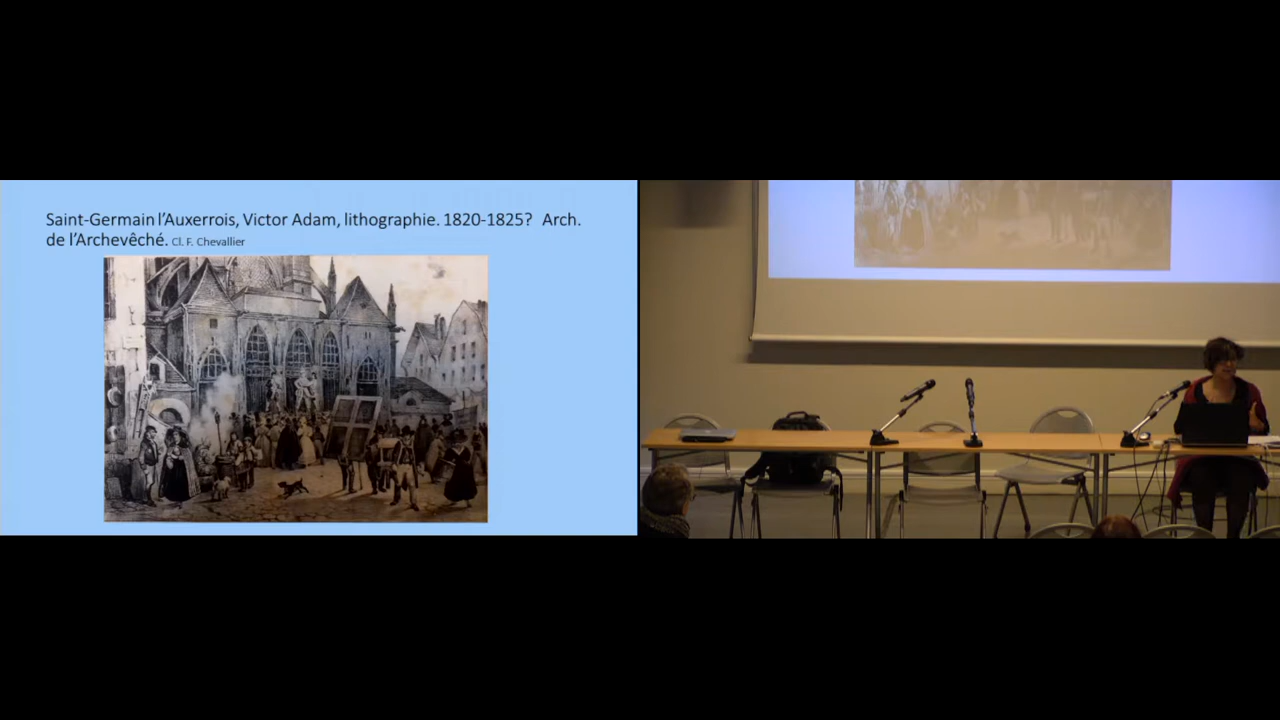 Saint-Germain l'Auxerrois, Victor Adam, lithographie. 1820-1825? Arch.
de l'Archevêché. Cl. F. Chevallier